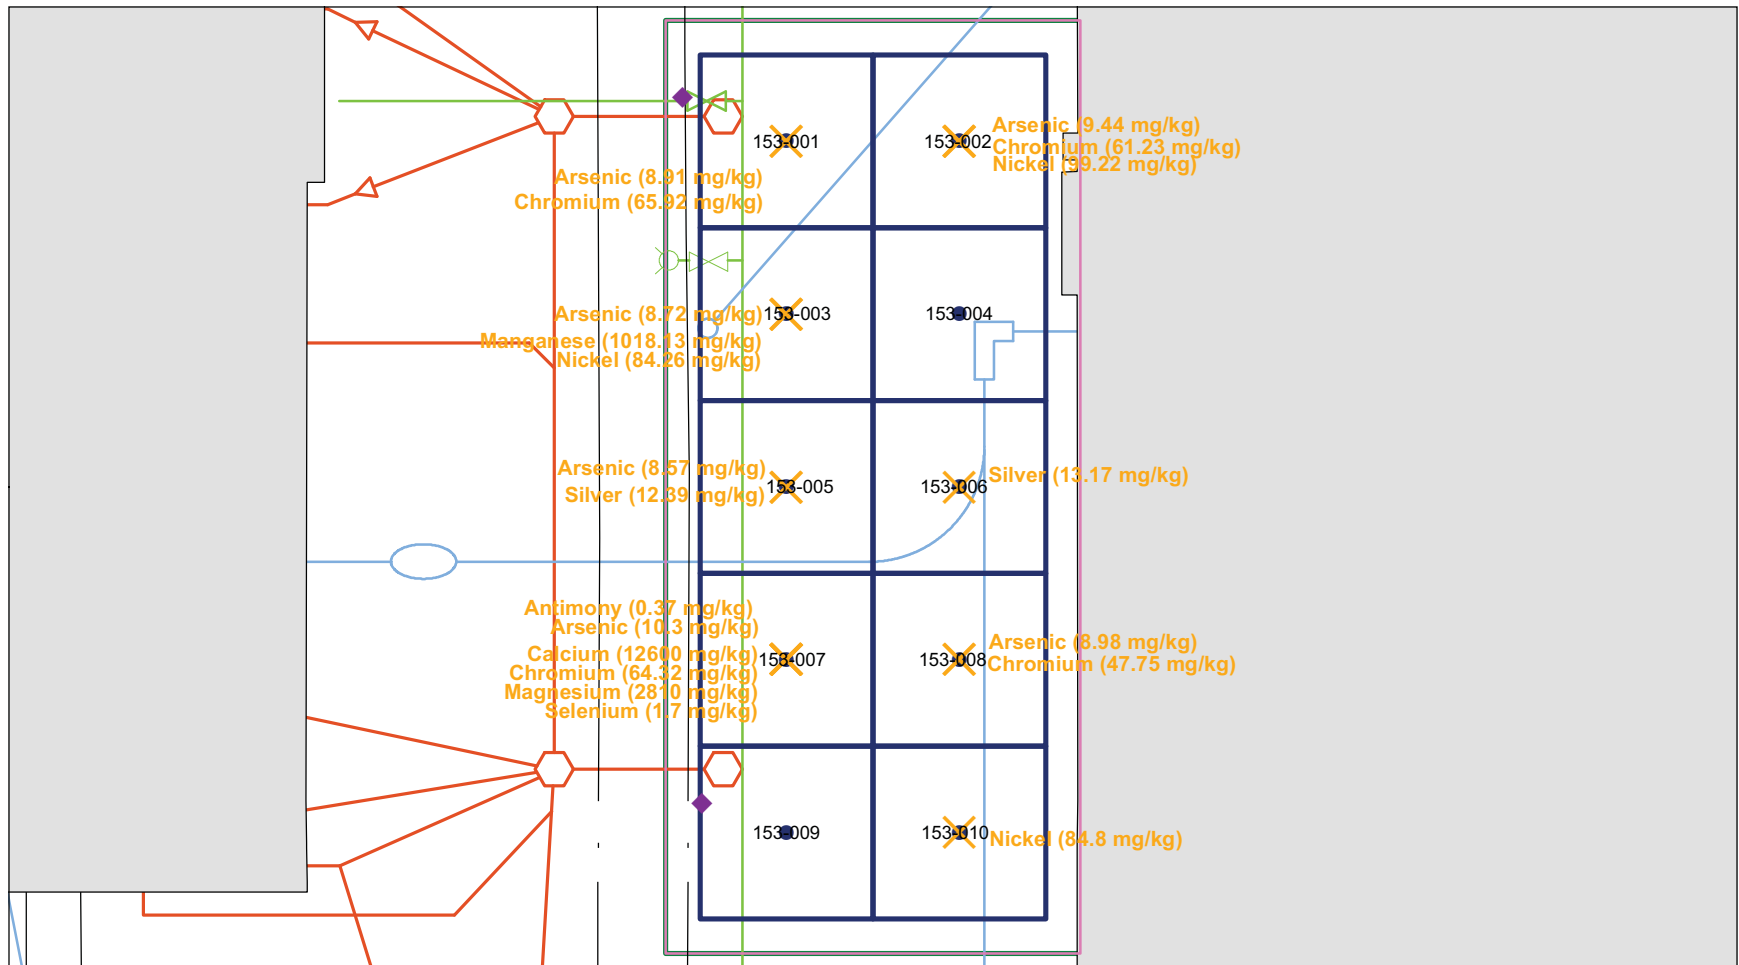 153-001
153-002
Arsenic (9.44 mg/kg)
Chromium (61.23 mg/kg)
Nickel (99.22 mg/kg)
Arsenic (8.91 mg/kg)
Chromium (65.92 mg/kg)
Arsenic (8.72 mg/kg)
153-003
153-004
Manganese (1018.13 mg/kg)
Nickel (84.26 mg/kg)
Arsenic (8.57 mg/kg)
Silver (12.39 mg/kg)
153-005
153-006
Silver (13.17 mg/kg)
Antimony (0.37 mg/kg)
Arsenic (10.3 mg/kg)
Calcium (12600 mg/kg)
Chromium (64.32 mg/kg)
Magnesium (2810 mg/kg)
Selenium (1.7 mg/kg)
153-007
153-008
Arsenic (8.98 mg/kg)
Chromium (47.75 mg/kg)
153-009
153-010
Nickel (84.8 mg/kg)